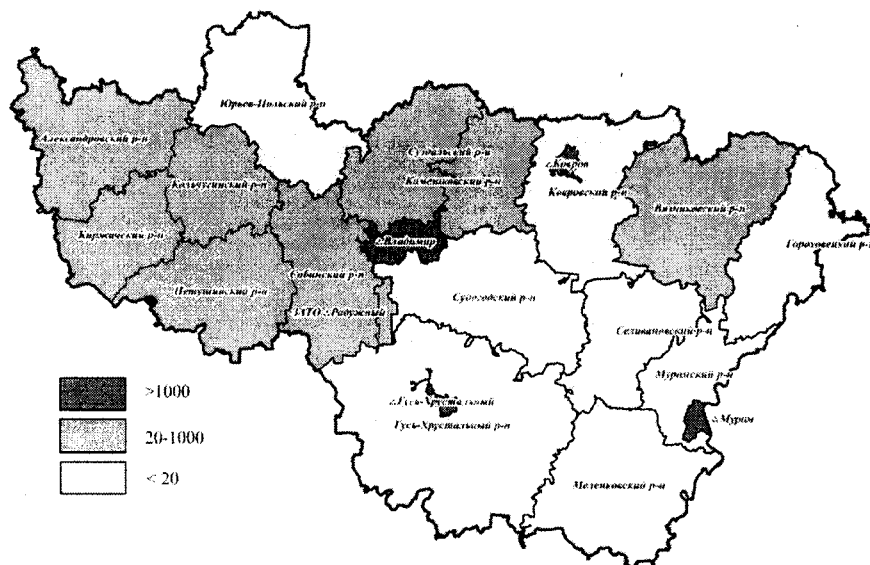 Юрьев-Польский р-н
Александровский р-н
Кольчугинский р-н
Суздальский р-н
Камешковский р-н
г.Ковров
Ковровский р-н
Вязниковский р-н
Киржачский р-н
г.Владимир
Гороховецкий р-н
Петушинский р-н
Собинский р-н
ЗАТО г.Радужный
Судогодский р-н
Селивановский р-н
Муромский р-н
г.Муром
г.Гусь-Хрустальный
Гусь-Хрустальный р-н
Меленковский р-н
>1000
20-1000
< 20